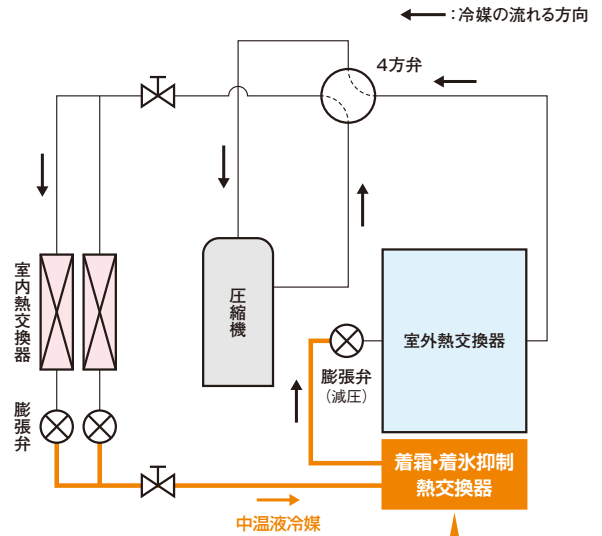 :冷媒の流れる方向
4方弁
室内熱交換器
圧縮機
室外熱交換器
膨張弁
(減圧)
膨張弁
着霜・着氷抑制
熱交換器
中温液冷媒